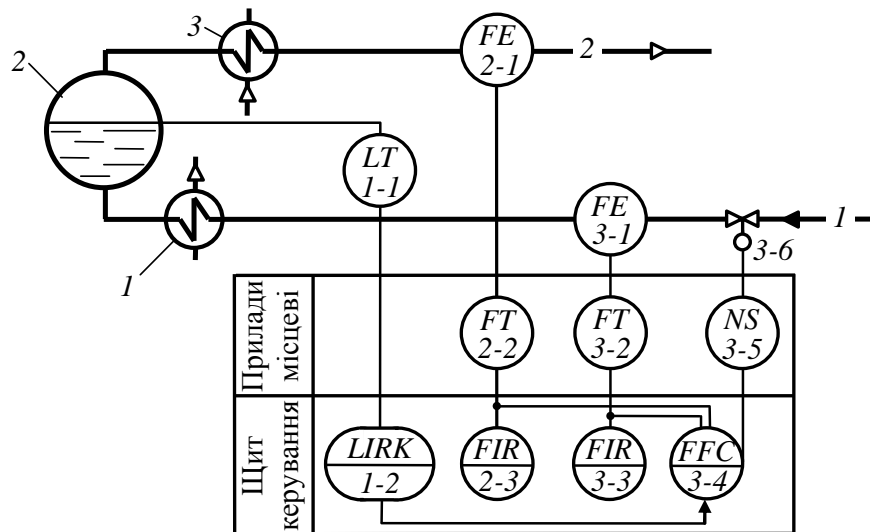 3
FE
2-1
2
2
LT
1-1
FE
3-1
1
3-6
1
Прилади
місцеві
FT
2-2
FT
3-2
NS
3-5
Щит
керування
LIRK
1-2
FIR
2-3
FIR
3-3
FFC
3-4